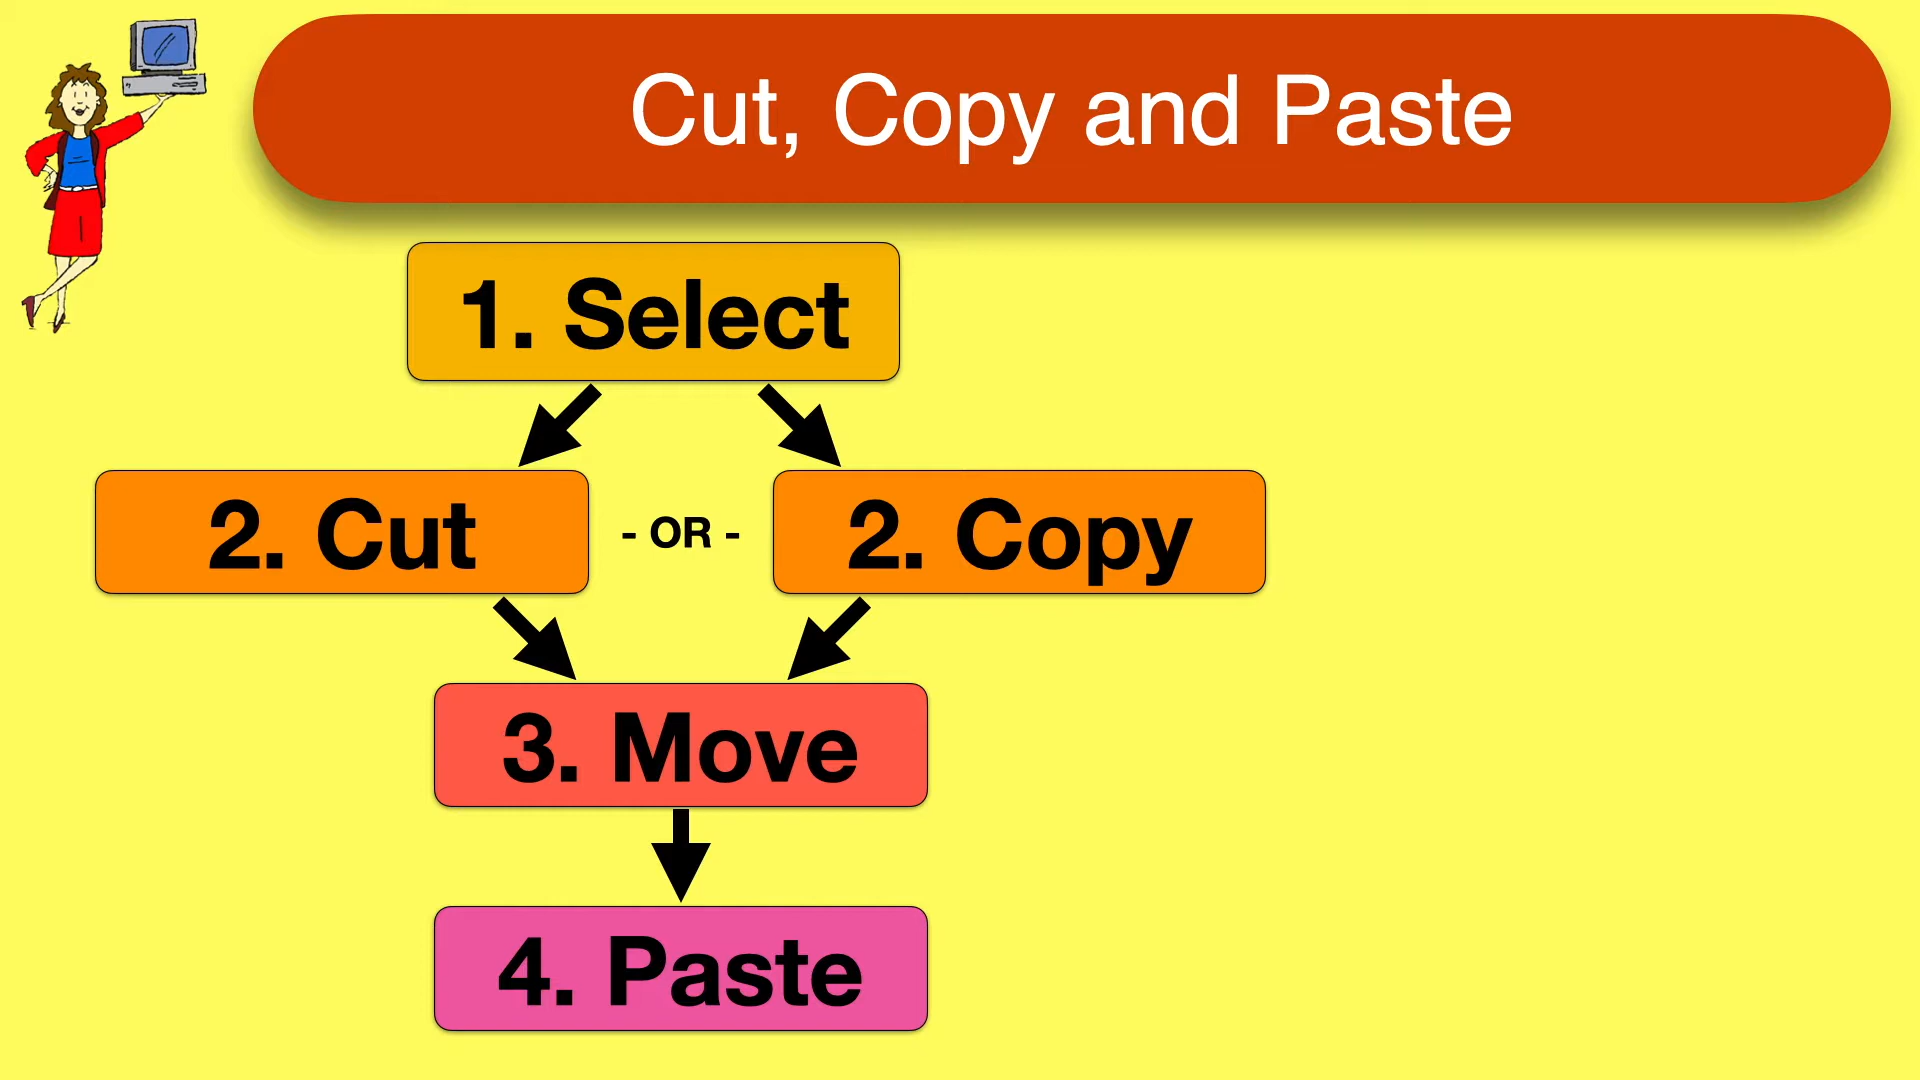 Cut, Copy and Paste
1. Select
2. Cut
- OR -
2. Copy
3. Move
4. Paste